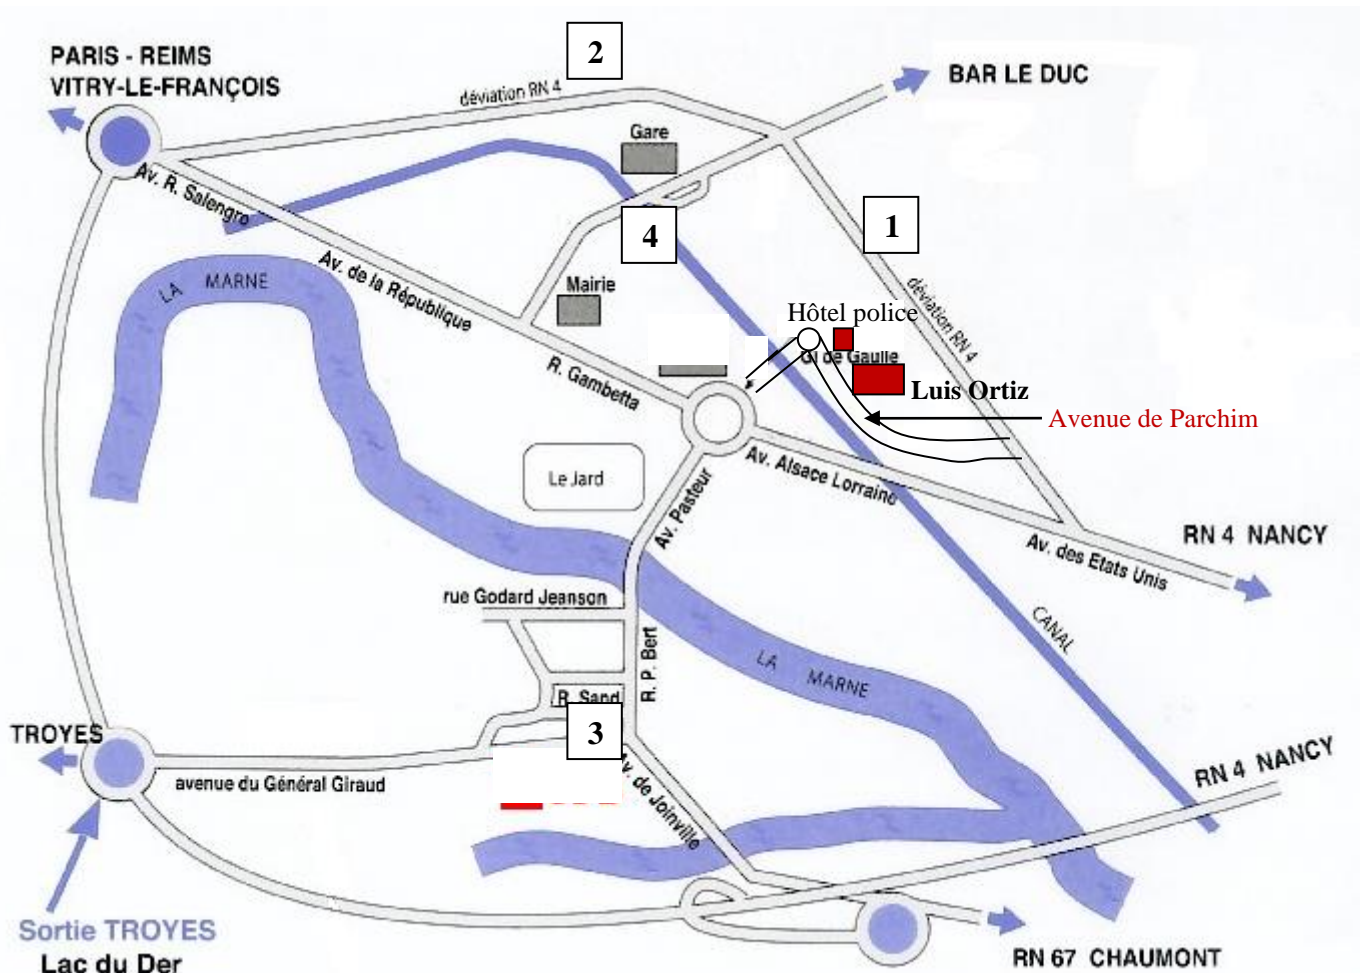 2
PARIS - REIMS
VITRY-LE-FRANÇOIS
BAR LE DUC
déviation RN 4
Gare
Av. R. Salengro
1
4
Av. de la République
LA MARNE
Mairie
déviation RN 4
Hôtel police
Gl de Gaulle
Luis Ortiz
R. Gambetta
Avenue de Parchim
Le Jard
Av. Pasteur
Av. Alsace Lorraine
RN 4 NANCY
Av. des Etats Unis
rue Godard Jeanson
CANAL
R. P. Bert
LA MARNE
R. Sand
3
TROYES
RN 4 NANCY
avenue du Général Giraud
Av. de Joinville
Sortie TROYES
Lac du Der
RN 67 CHAUMONT